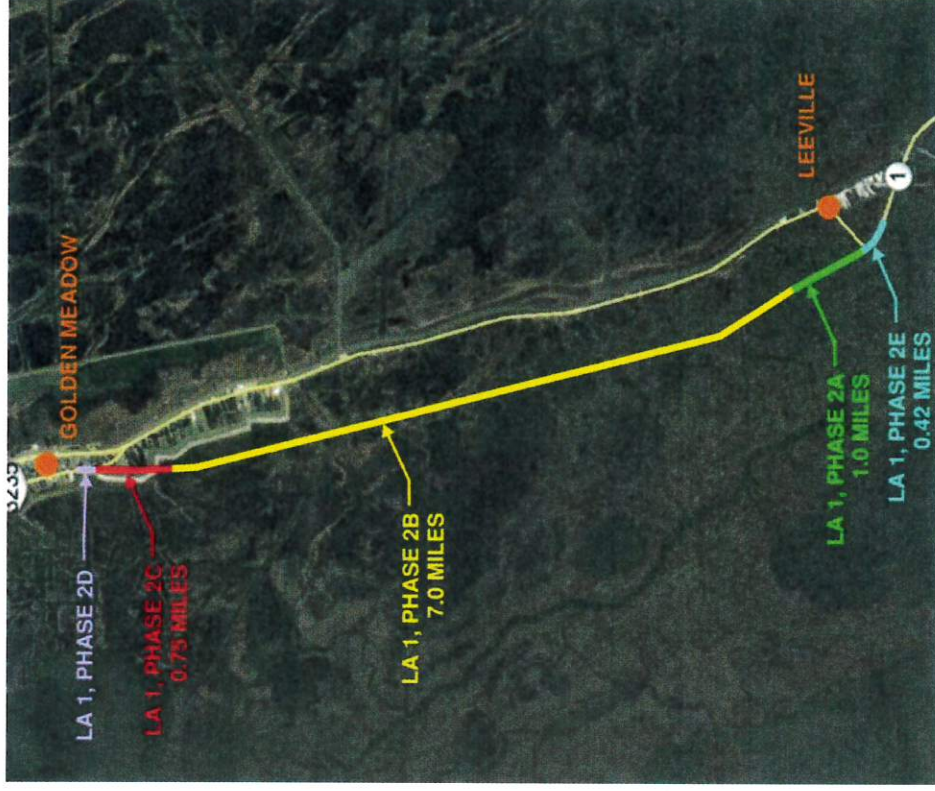 3235
GOLDEN MEADOW
LA 1, PHASE 2D
LA 1, PHASE 2C
0.75 MILES
LA 1, PHASE 2B
7.0 MILES
LEEVILLE
1
LA 1, PHASE 2A
1.0 MILES
LA 1, PHASE 2E
0.42 MILES